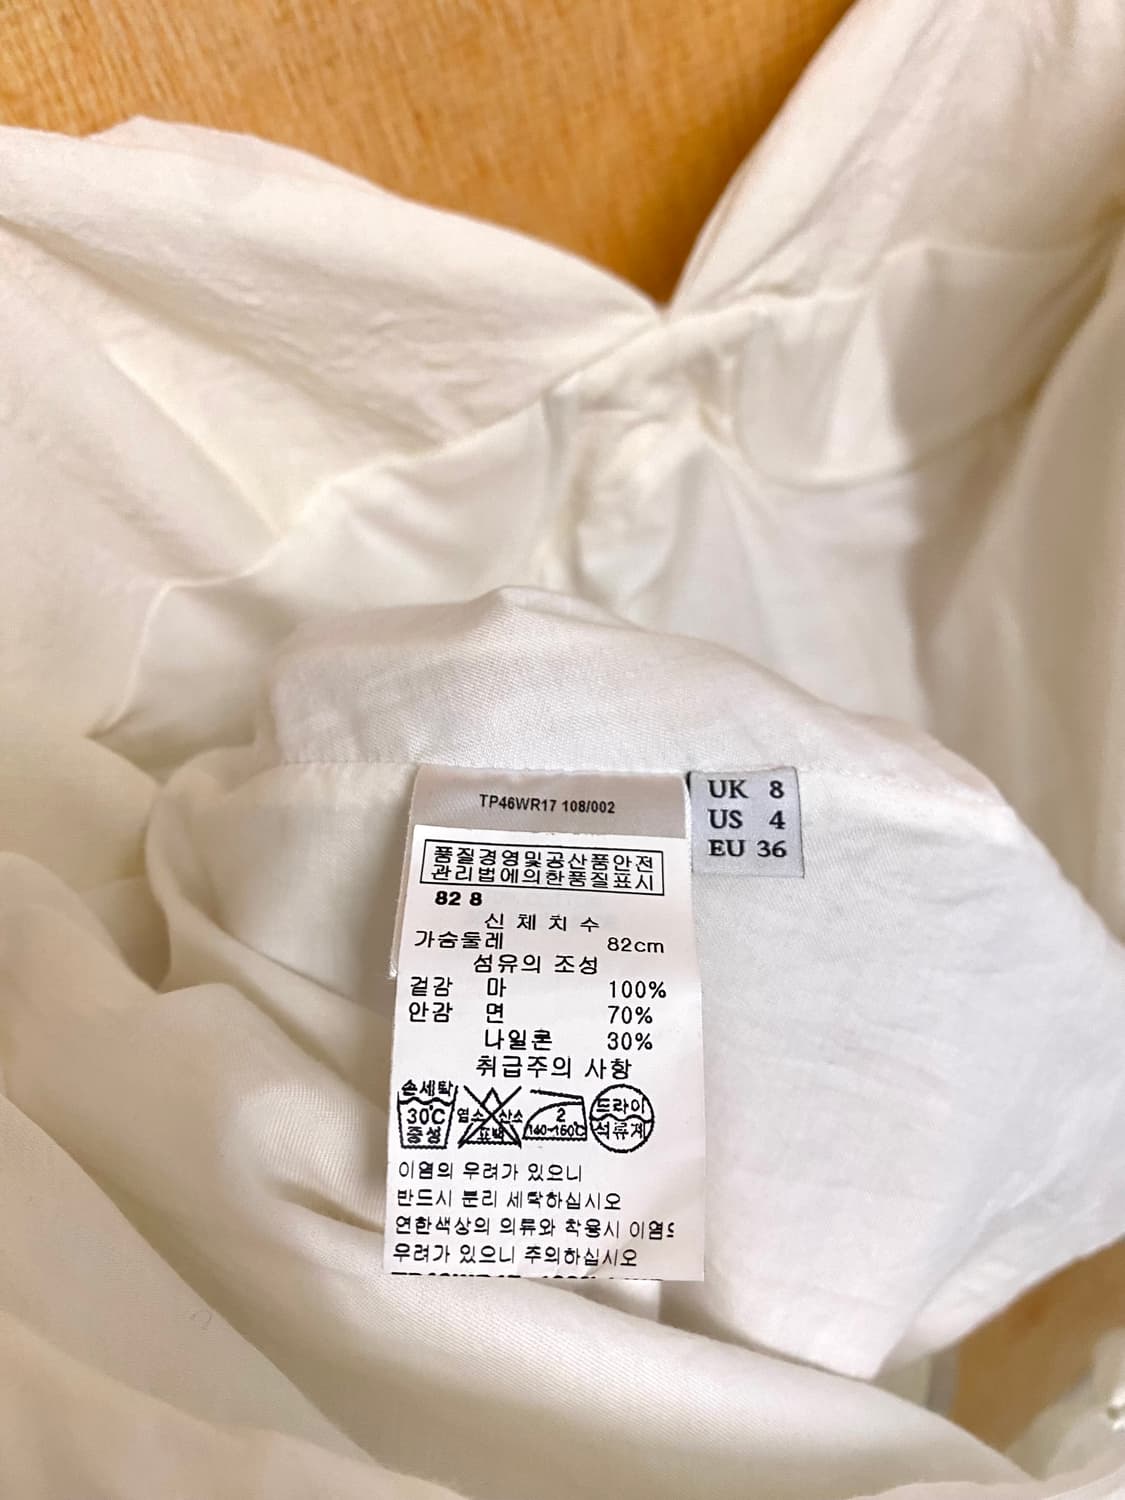 TP46WR17 108/002
UK 8
US 4
EU 36
품질경영및공산품안전
관리법에의한품질표시
82 8
신 체 치 수
가슴둘레 82cm
섬유의 조성
겉감 마 100%
안감 면 70%
나일론 30%
취급주의 사항
손세탁
30℃
중성
염소 산소
표백
2
140~160℃
드라이
석유제
이염의 우려가 있으니
반드시 분리 세탁하십시오
연한색상의 의류와 착용시 이염의
우려가 있으니 주의하십시오